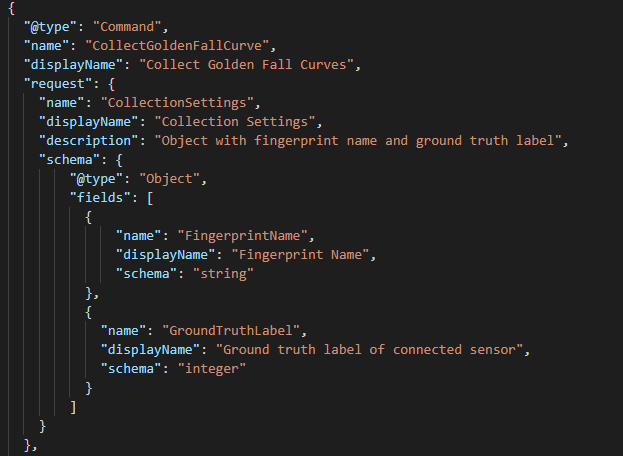 {
"@type": "Command",
"name": "CollectGoldenFallCurve",
"displayName": "Collect Golden Fall Curves",
"request": {
"name": "CollectionSettings",
"displayName": "Collection Settings",
"description": "Object with fingerprint name and ground truth label",
"schema": {
"@type": "Object",
"fields": [
{
"name": "FingerprintName",
"displayName": "Fingerprint Name",
"schema": "string"
},
{
"name": "GroundTruthLabel",
"displayName": "Ground truth label of connected sensor",
"schema": "integer"
}
]
}
},